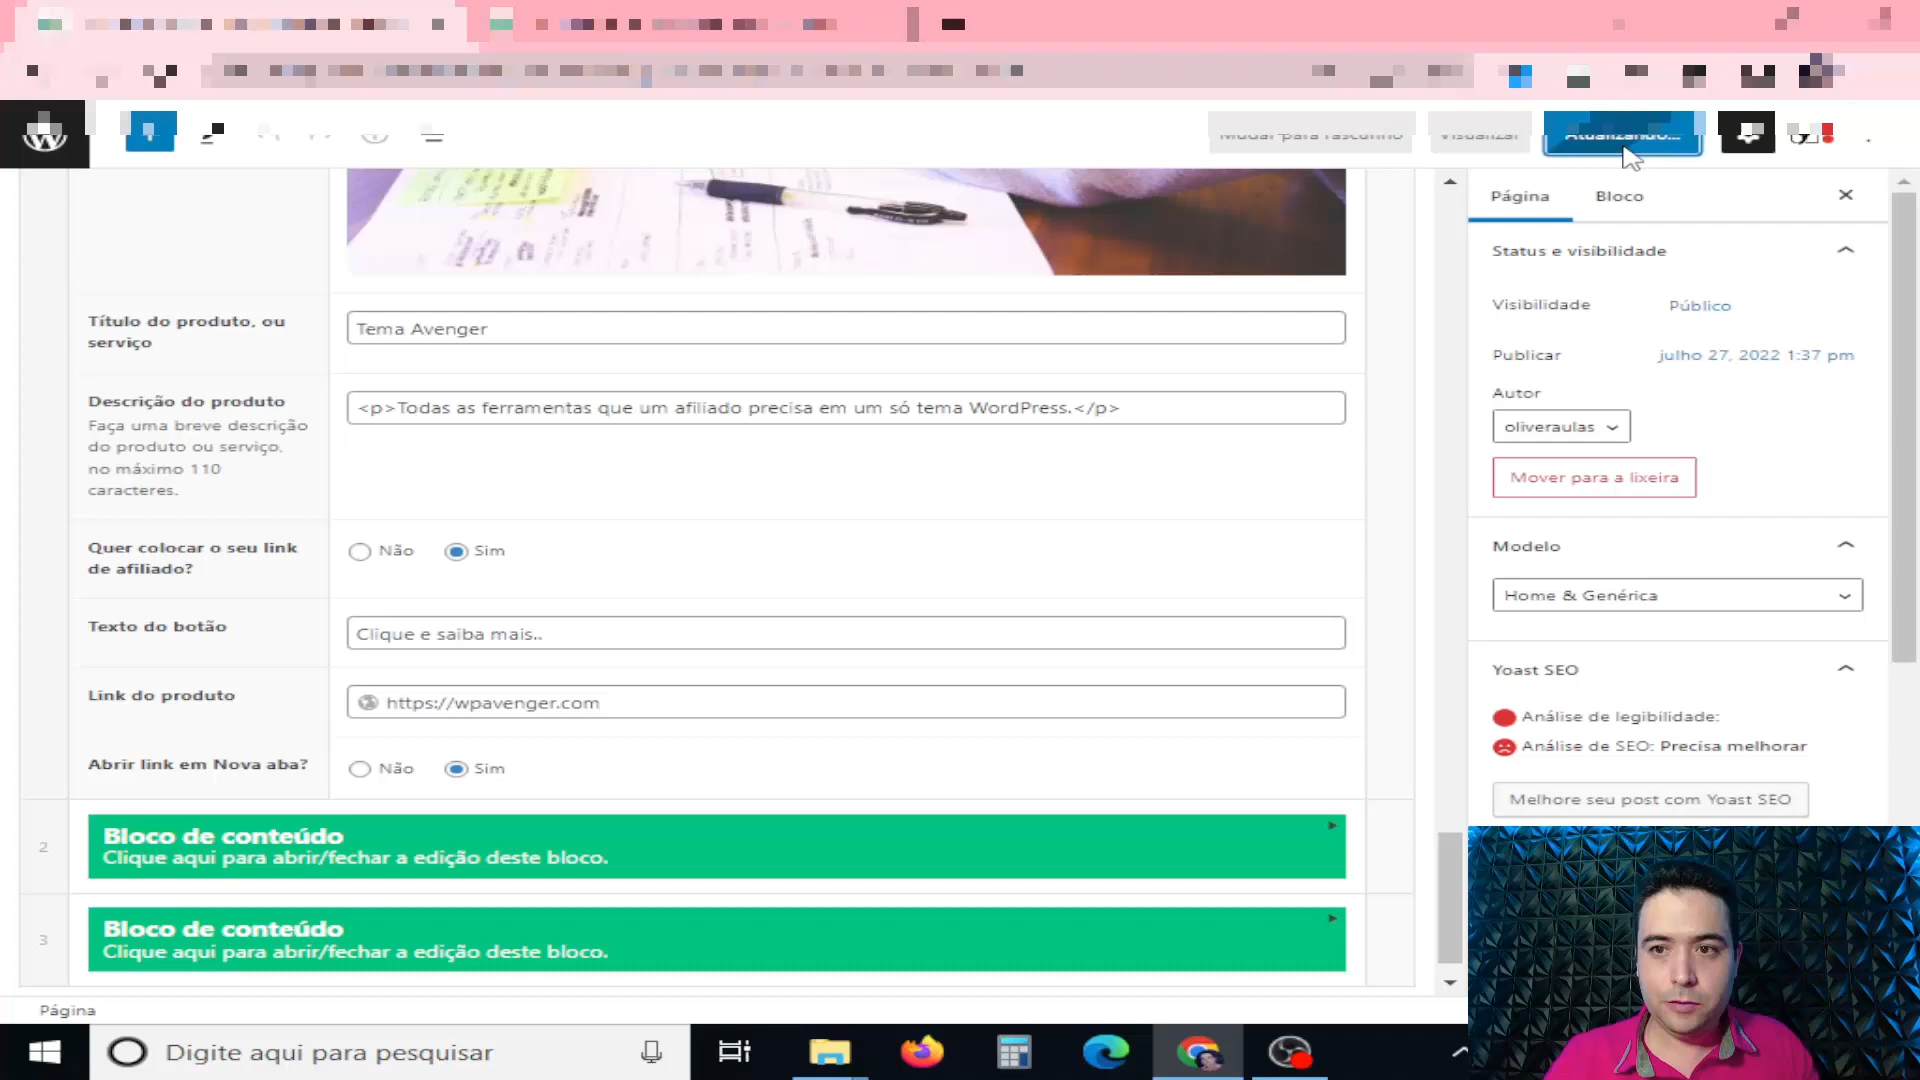 Mudar para rascunho
Visualizar
Atualizando...
Página
Bloco
Status e visibilidade
Visibilidade
Público
Publicar
julho 27, 2022 1:37 pm
Autor
oliveraulas
Mover para a lixeira
Modelo
Home & Genérica
Yoast SEO
Análise de legibilidade:
Análise de SEO: Precisa melhorar
Melhore seu post com Yoast SEO
Título do produto, ou
serviço
Tema Avenger
Descrição do produto
Faça uma breve descrição
do produto ou serviço,
no máximo 110
caracteres.
<p>Todas as ferramentas que um afiliado precisa em um só tema WordPress.</p>
Quer colocar o seu link
de afiliado?
Não
Sim
Texto do botão
Clique e saiba mais..
Link do produto
https://wpavenger.com
Abrir link em Nova aba?
Não
Sim
2
Bloco de conteúdo
Clique aqui para abrir/fechar a edição deste bloco.
3
Bloco de conteúdo
Clique aqui para abrir/fechar a edição deste bloco.
Página
Digite aqui para pesquisar